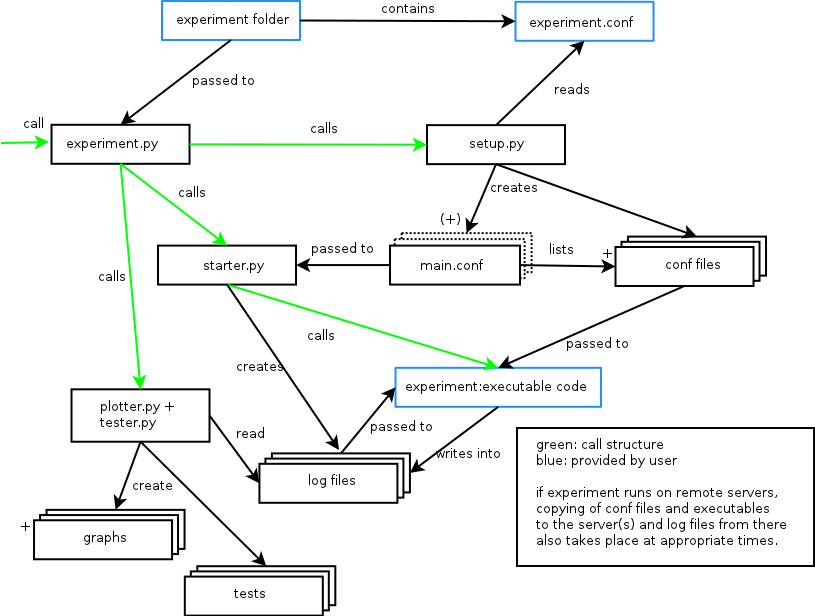 experiment folder
contains
experiment.conf
passed to
reads
call
experiment.py
calls
setup.py
calls
creates
(+)
starter.py
passed to
main.conf
lists
+
conf files
calls
calls
passed to
creates
experiment:executable code
plotter.py +
tester.py
read
passed to
writes into
log files
create
+
graphs
tests
green: call structure
blue: provided by user
if experiment runs on remote servers,
copying of conf files and executables
to the server(s) and log files from there
also takes place at appropriate times.